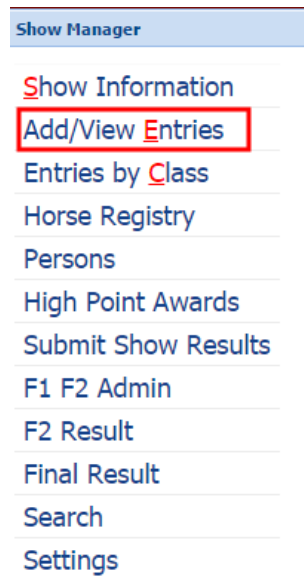 Show Manager
Show Information
Add/View Entries
Entries by Class
Horse Registry
Persons
High Point Awards
Submit Show Results
F1 F2 Admin
F2 Result
Final Result
Search
Settings